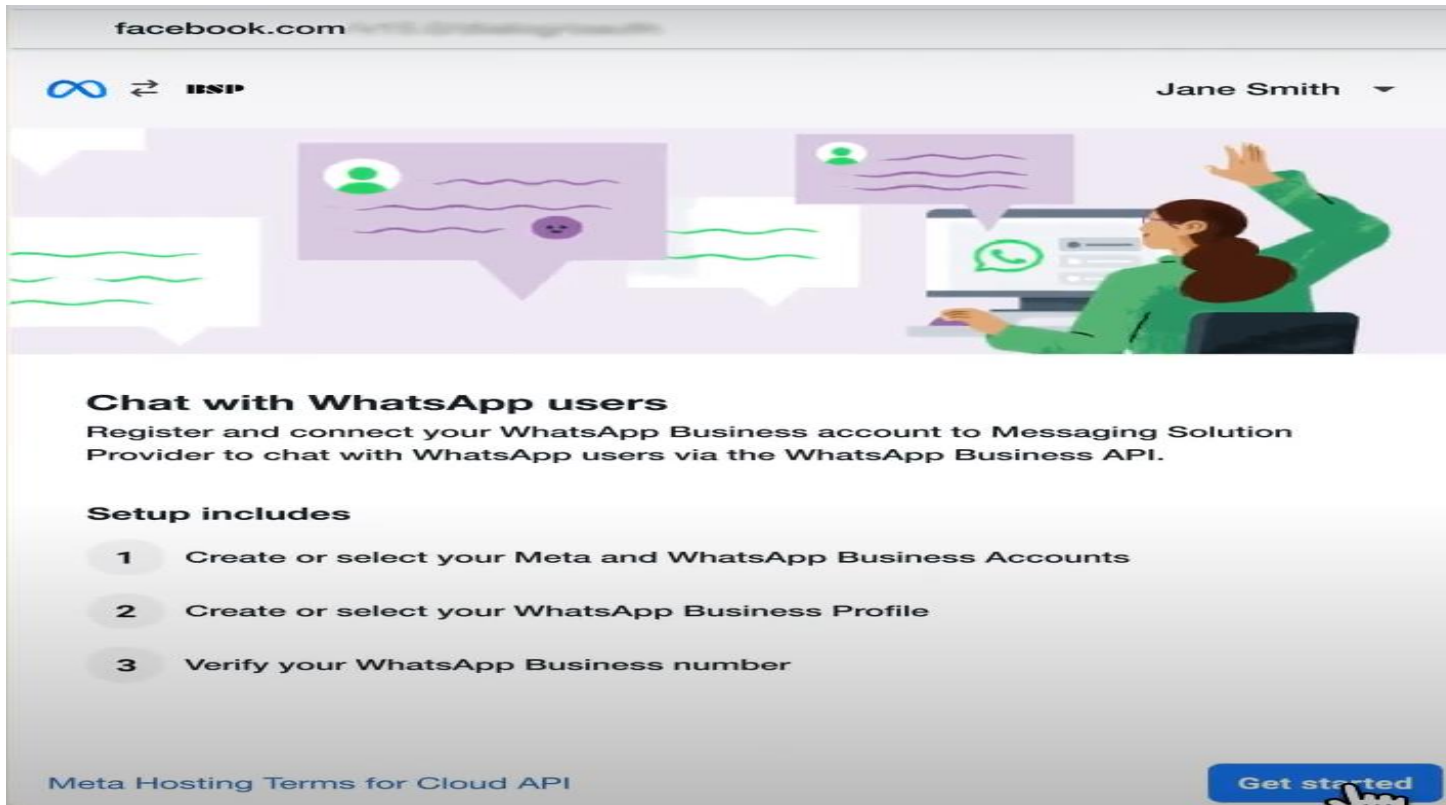 facebook.com
BSP
Jane Smith
Chat with WhatsApp users
Register and connect your WhatsApp Business account to Messaging Solution
Provider to chat with WhatsApp users via the WhatsApp Business API.
Setup includes
1 Create or select your Meta and WhatsApp Business Accounts
2 Create or select your WhatsApp Business Profile
3 Verify your WhatsApp Business number
Meta Hosting Terms for Cloud API
Get started